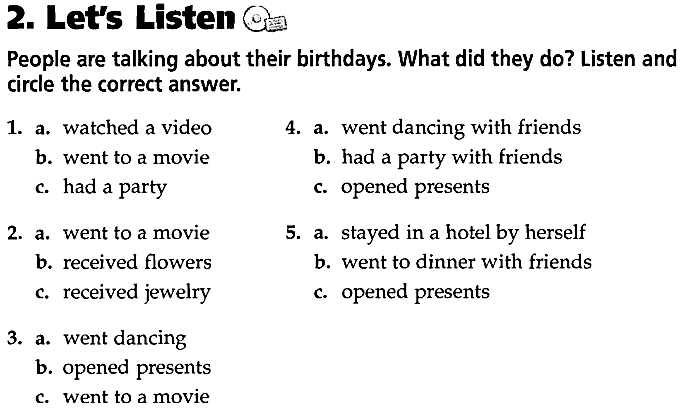 2. Let's Listen
People are talking about their birthdays. What did they do? Listen and
circle the correct answer.
1. a. watched a video
b. went to a movie
c. had a party
2. a. went to a movie
b. received flowers
c. received jewelry
3. a. went dancing
b. opened presents
c. went to a movie
4. a. went dancing with friends
b. had a party with friends
c. opened presents
5. a. stayed in a hotel by herself
b. went to dinner with friends
c. opened presents